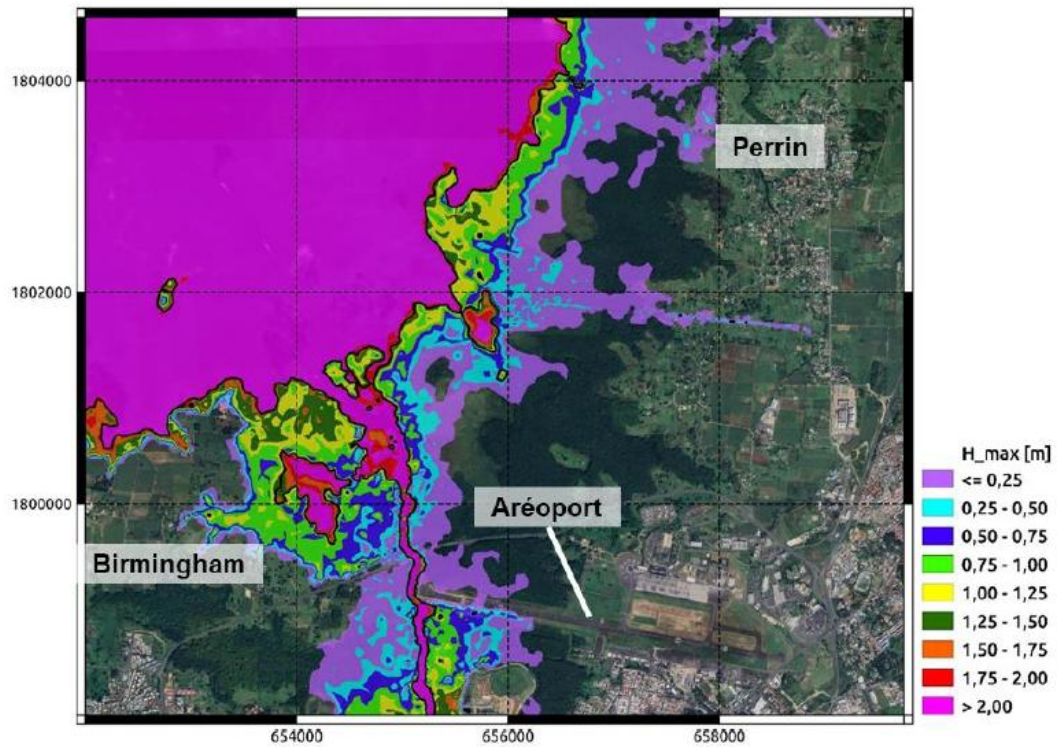 1804000
Perrin
1802000
1800000
Aréoport
Birmingham
H_max [m]
<= 0,25
0,25 - 0,50
0,50 - 0,75
0,75 - 1,00
1,00 - 1,25
1,25 - 1,50
1,50 - 1,75
1,75 - 2,00
> 2,00
654000
656000
658000